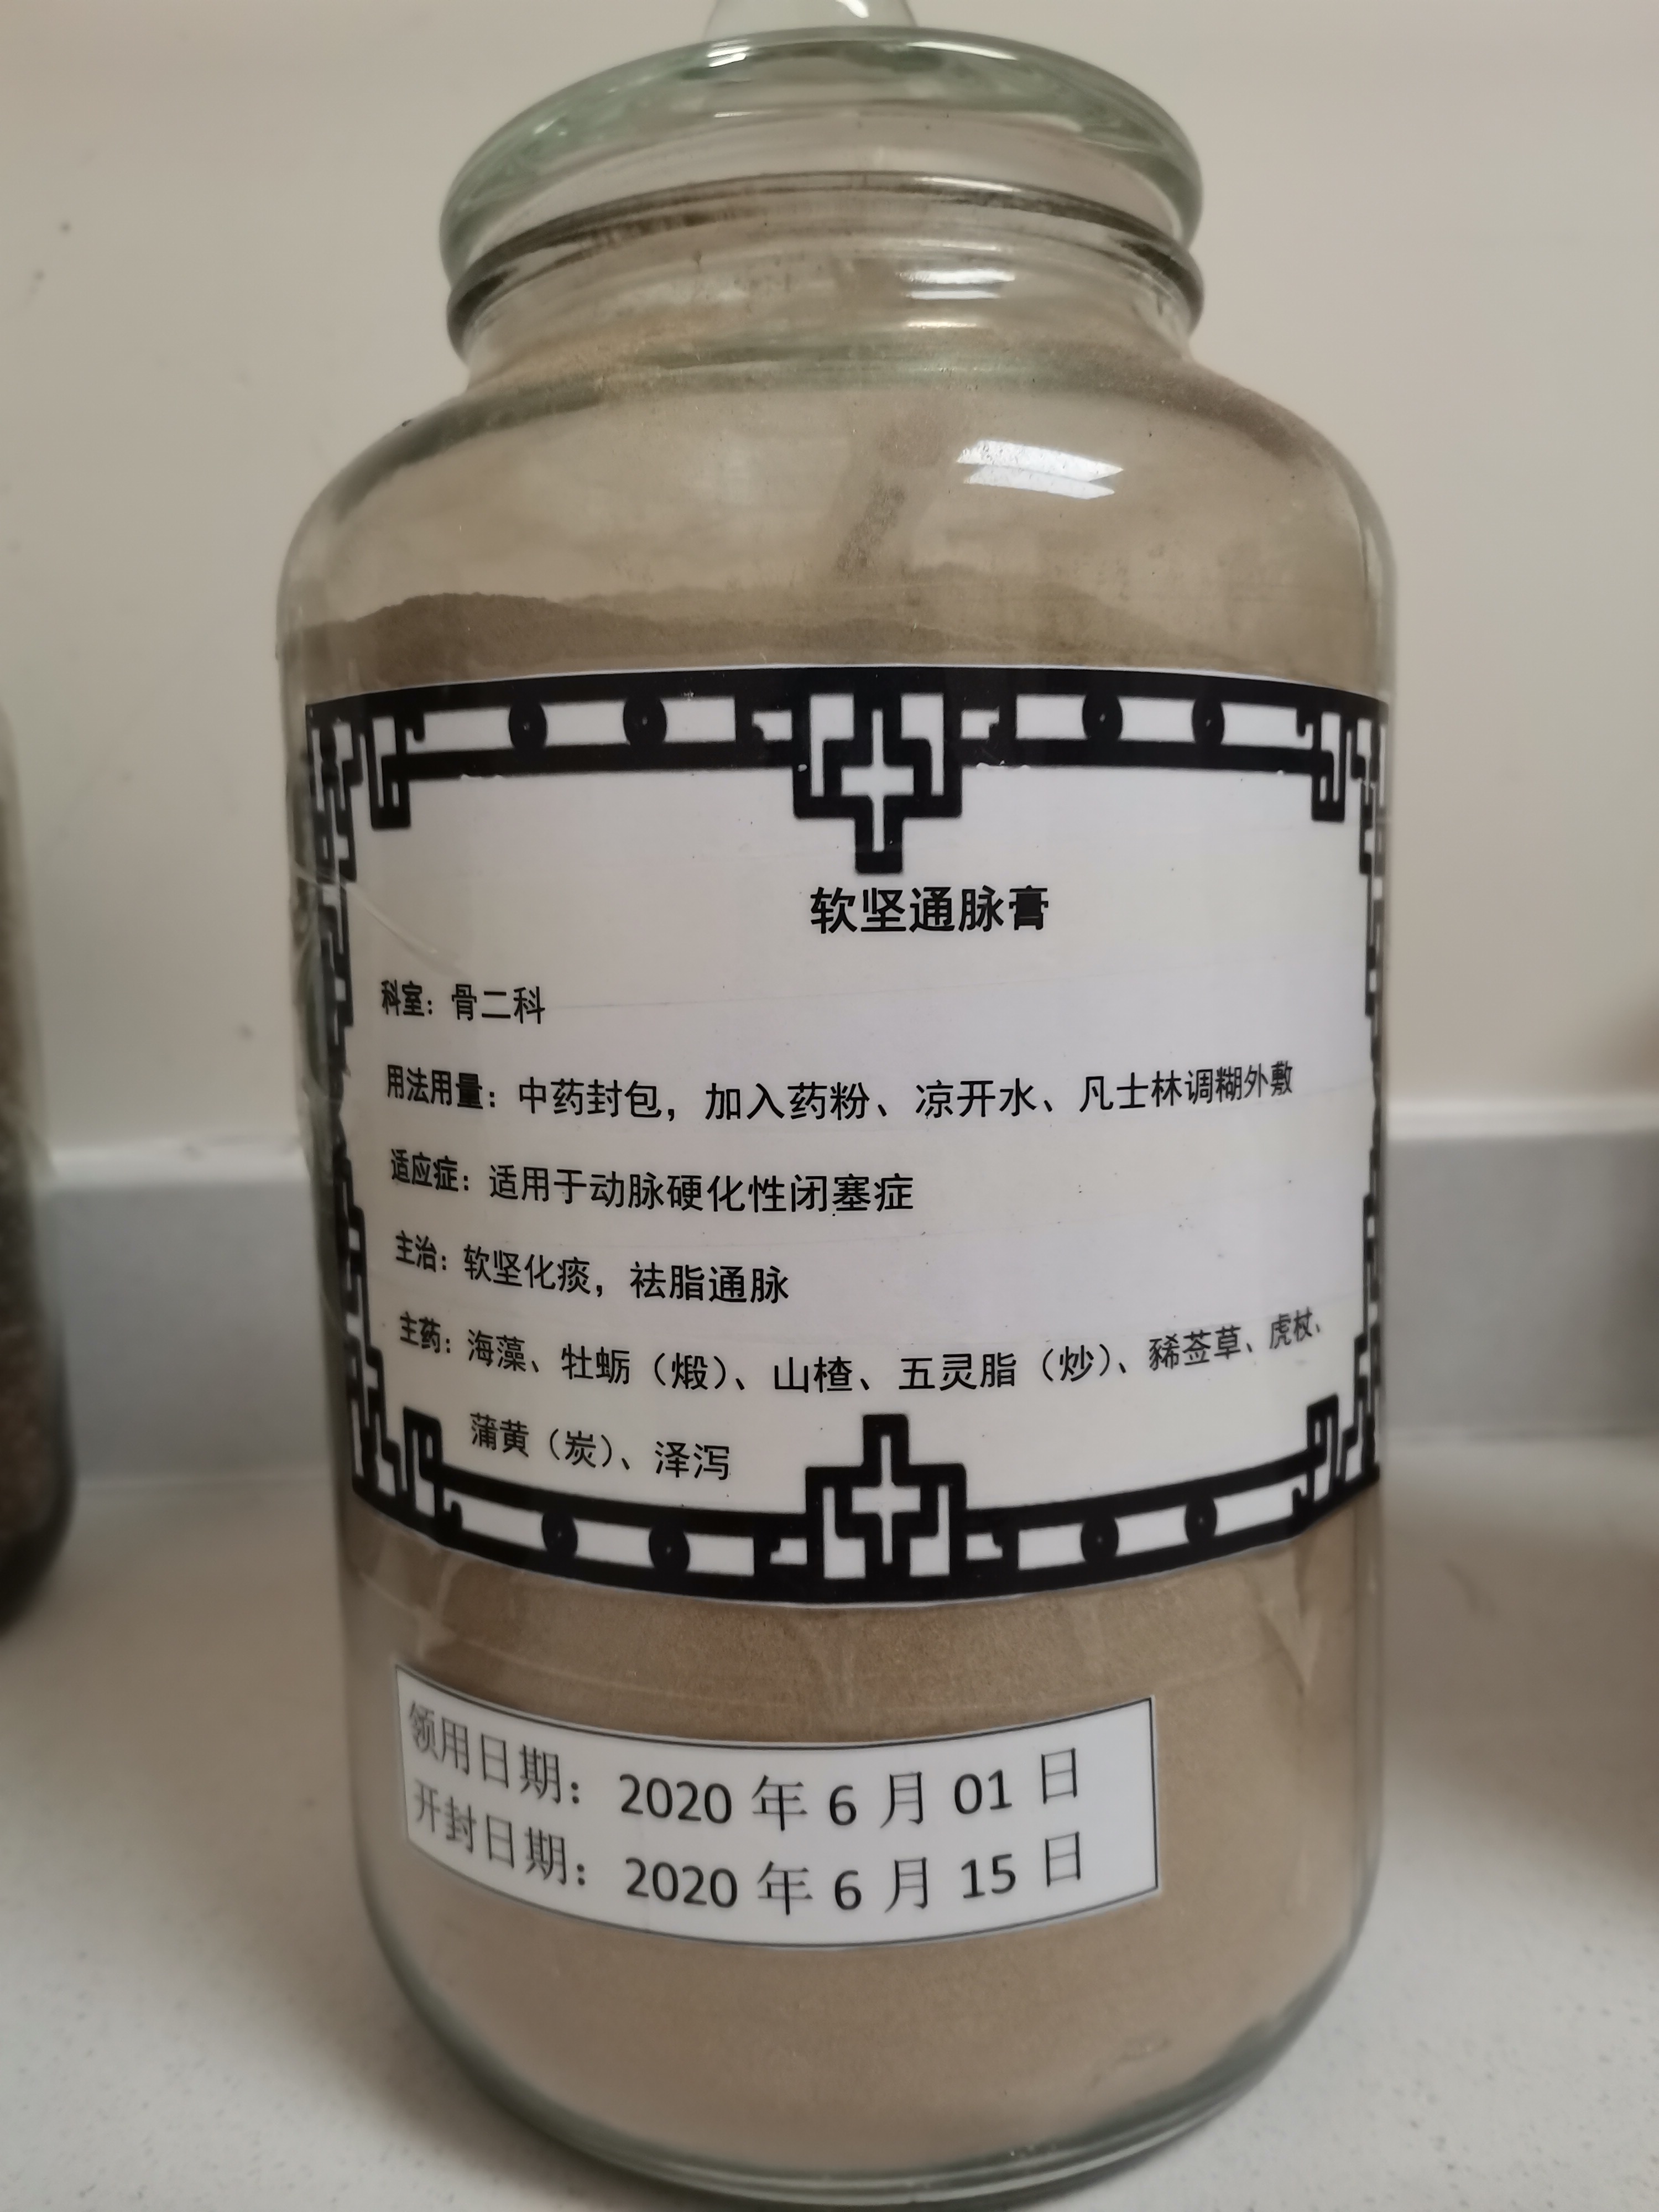 软坚通脉膏
科室：骨二科
用法用量：中药封包，加入药粉、凉开水、凡士林调糊外敷
适应症：适用于动脉硬化性闭塞症
主治：软坚化痰，祛脂通脉
主药：海藻、牡蛎（煅）、山楂、五灵脂（炒）、豨莶草、虎杖、
蒲黄（炭）、泽泻
领用日期：2020 年 6 月 01 日
开封日期：2020 年 6 月 15 日